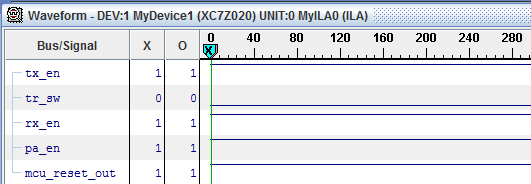 Waveform - DEV:1 MyDevice1 (XC7Z020) UNIT:0 MyILA0 (ILA)
Bus/Signal X O 0 40 80 120 160 200 240 280
X
tx_en 1 1
tr_sw 0 0
rx_en 1 1
pa_en 1 1
mcu_reset_out 1 1